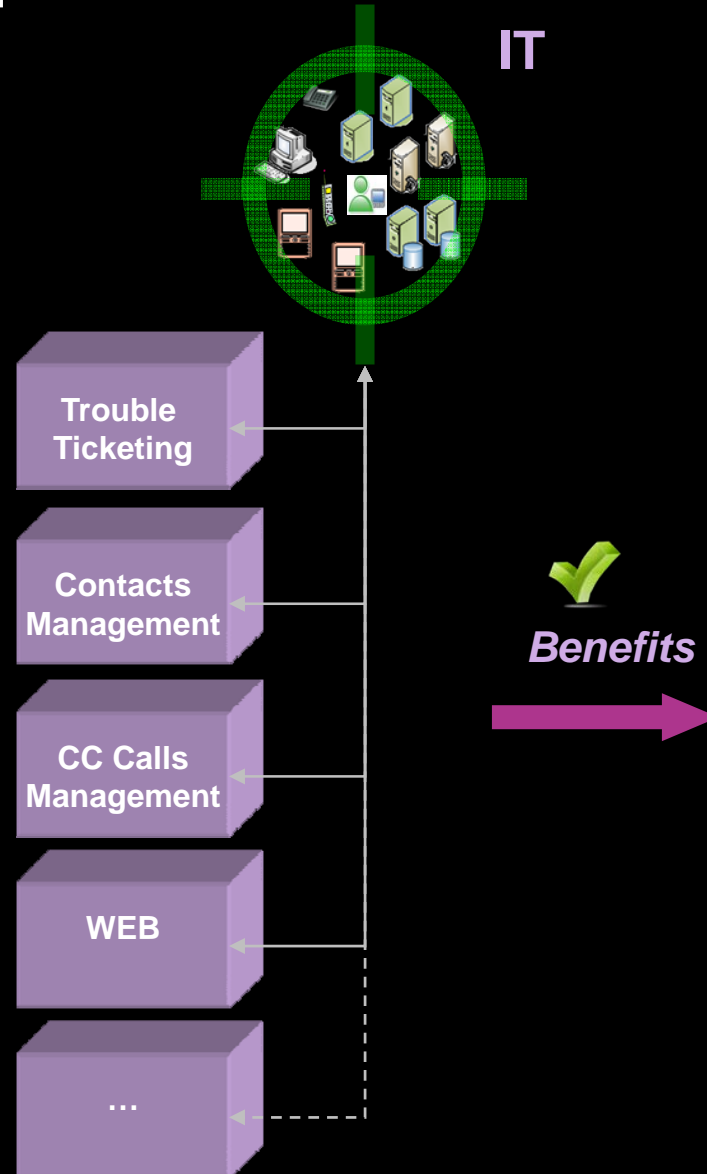 IT
Trouble
Ticketing
Contacts
Management
CC Calls
Management
WEB
…
Benefits